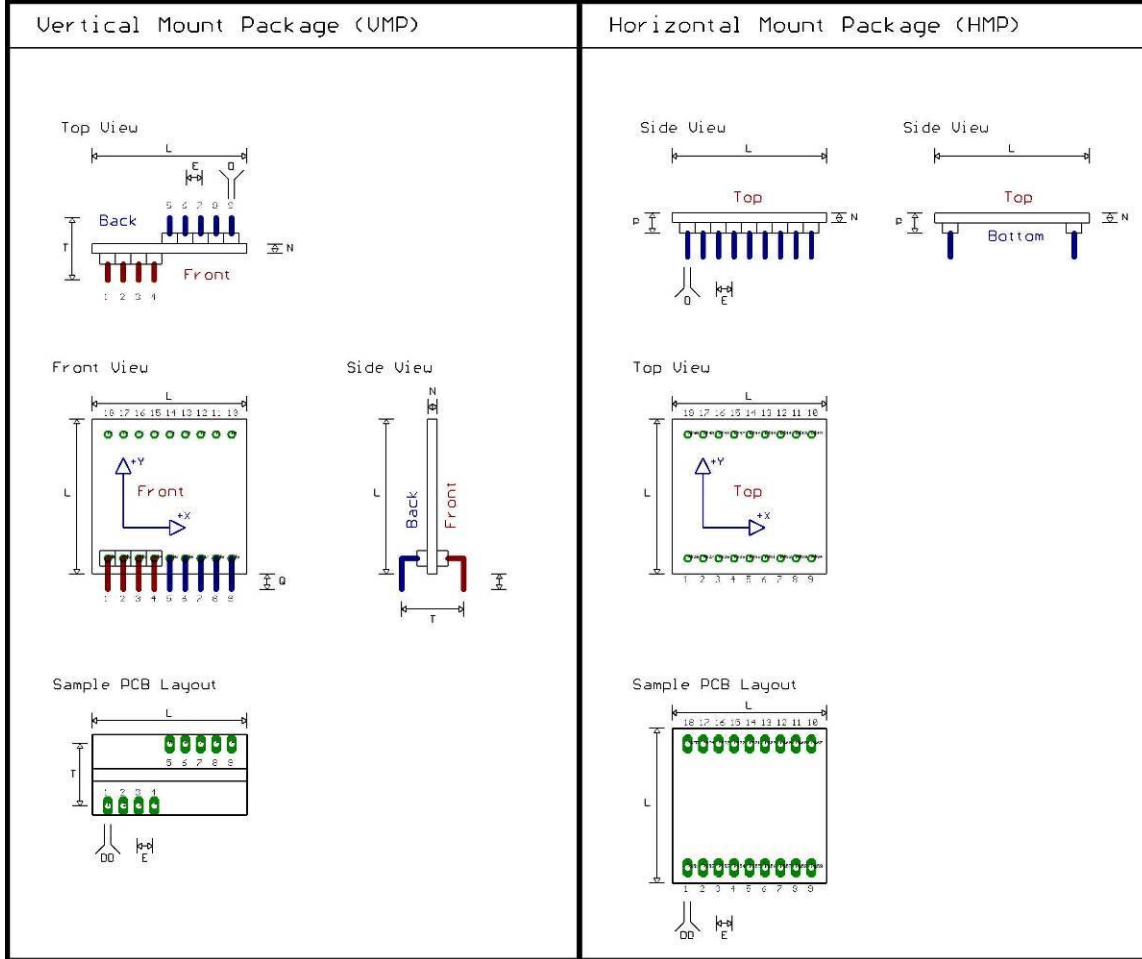 Vertical Mount Package (VMP)
Top View
L
E
O
5 6 7 8 9
Back
T
N
Front
1 2 3 4
Front View
L
18 17 16 15 14 13 12 11 10
+Y
L
Front
+X
Q
1 2 3 4 5 6 7 8 9
Side View
N
L
Back
Front
T
Sample PCB Layout
L
T
5 6 7 8 9
1 2 3 4
OO
E
Horizontal Mount Package (HMP)
Side View
L
Top
P
N
O
E
Side View
L
Top
P
N
Bottom
Top View
L
18 17 16 15 14 13 12 11 10
+Y
L
Top
+X
1 2 3 4 5 6 7 8 9
Sample PCB Layout
L
18 17 16 15 14 13 12 11 10
L
1 2 3 4 5 6 7 8 9
OO
E